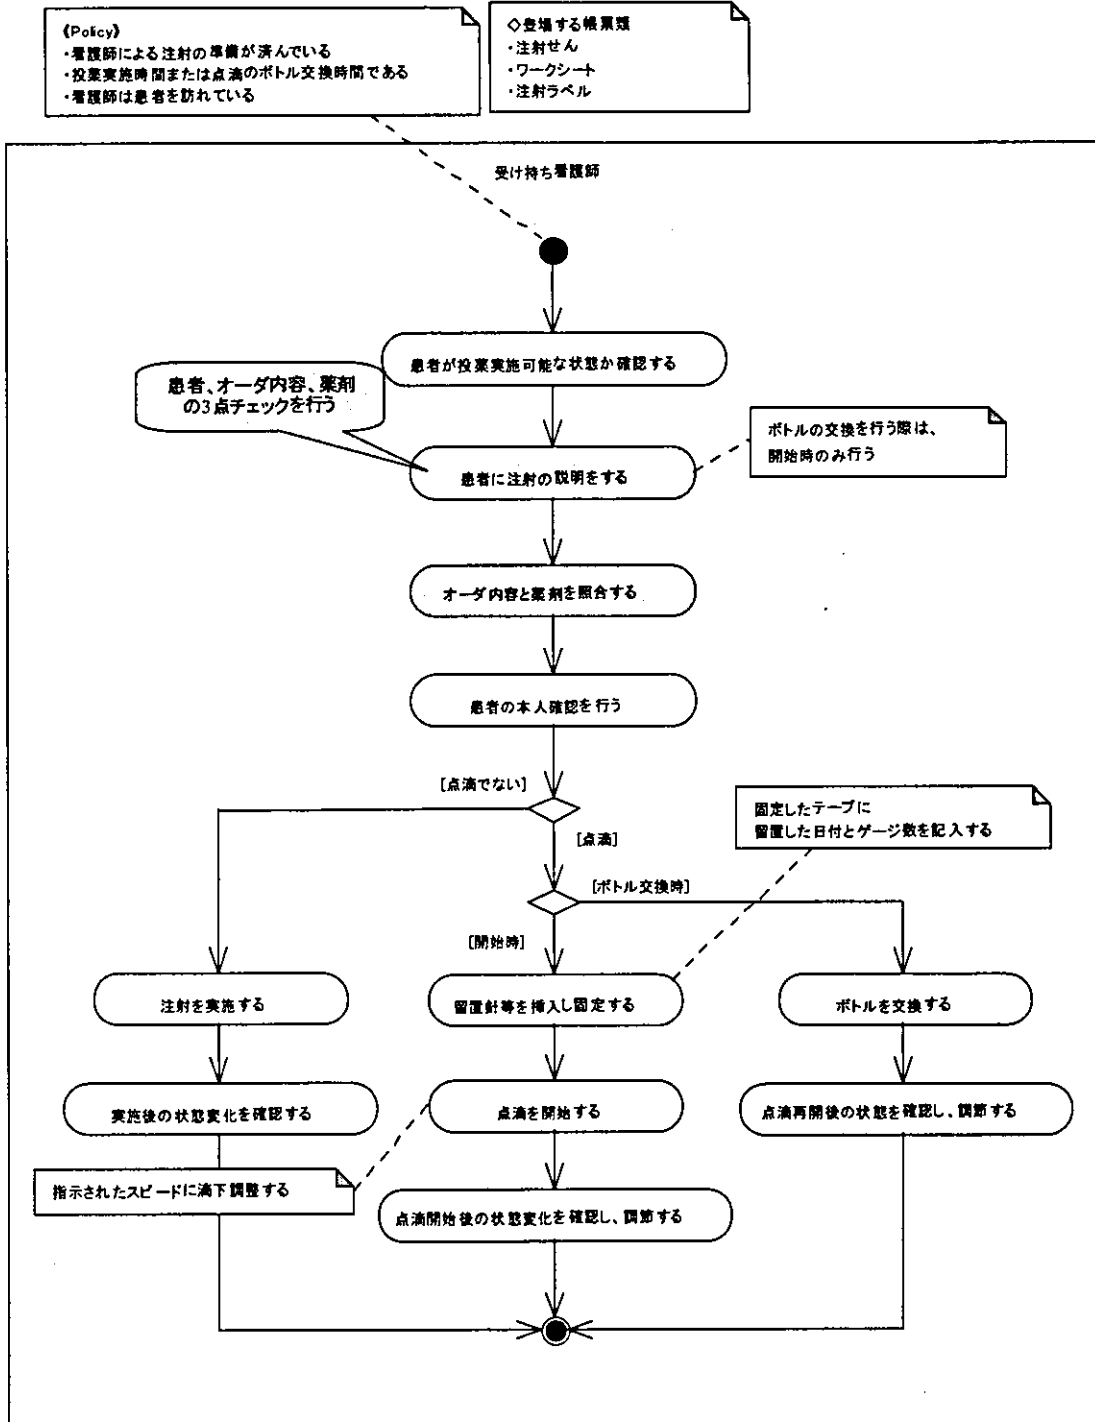 《Policy》
・看護師による注射の準備が済んでいる
・投薬実施時間または点滴のボトル交換時間である
・看護師は患者を訪れている
◇登場する帳票類
・注射せん
・ワークシート
・注射ラベル
受け持ち看護師
患者が投薬実施可能な状態か確認する
患者、オーダ内容、薬剤
の3点チェックを行う
ボトルの交換を行う際は、
開始時のみ行う
患者に注射の説明をする
オーダ内容と薬剤を照合する
患者の本人確認を行う
[点滴でない]
固定したテープに
留置した日付とゲージ数を記入する
[点滴]
[ボトル交換時]
[開始時]
注射を実施する
留置針等を挿入し固定する
ボトルを交換する
実施後の状態変化を確認する
点滴を開始する
点滴再開後の状態を確認し、調節する
指示されたスピードに滴下調整する
点滴開始後の状態変化を確認し、調節する